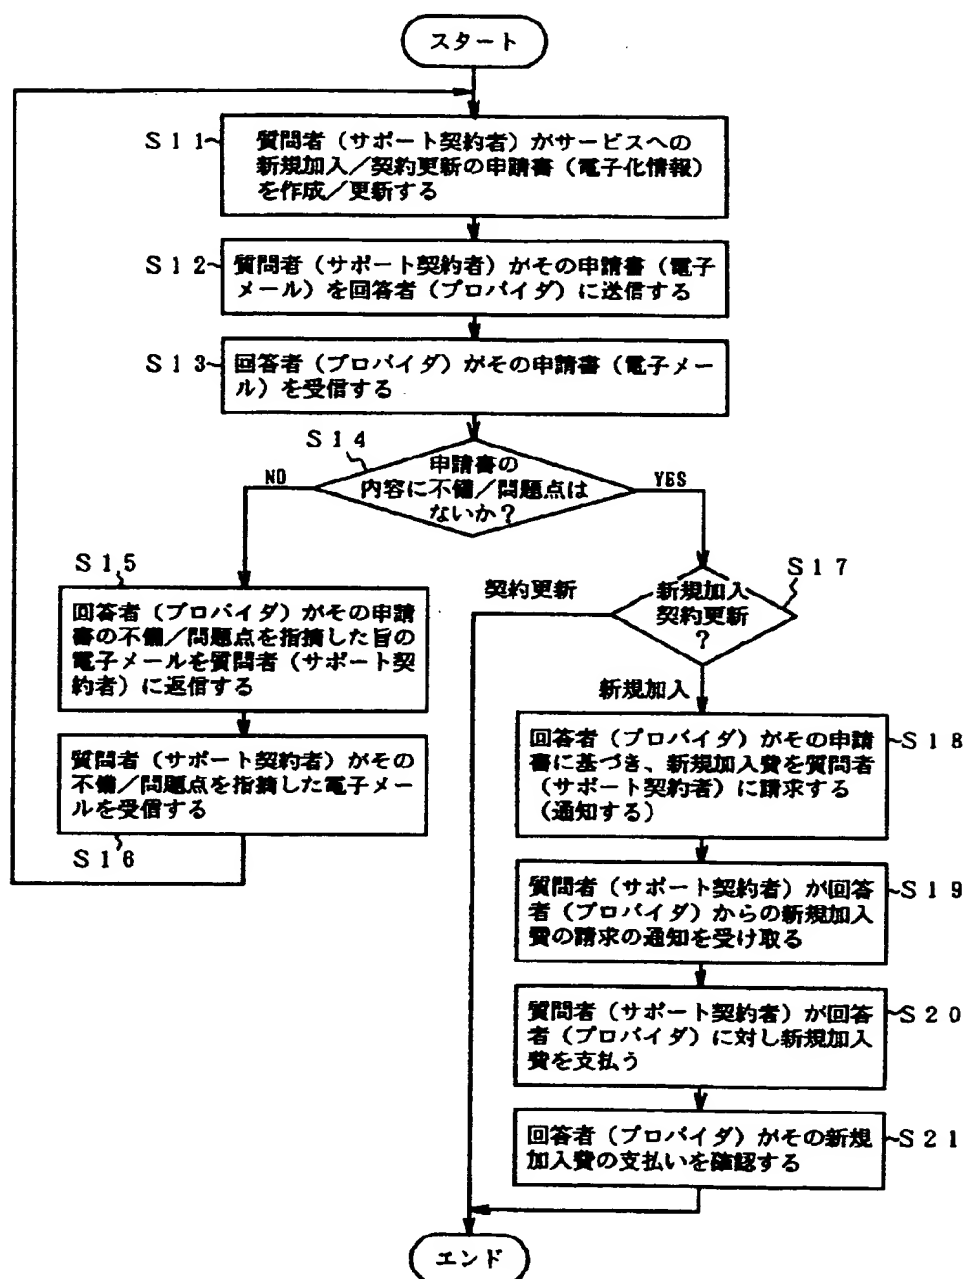 スタート
S11
質問者(サポート契約者)がサービスへの
新規加入/契約更新の申請書(電子化情報)
を作成/更新する
S12
質問者(サポート契約者)がその申請書(電子
メール)を回答者(プロバイダ)に送信する
S13
回答者(プロバイダ)がその申請書(電子メー
ル)を受信する
S14
申請書の
内容に不備/問題点は
ないか?
NO
YES
S15
回答者(プロバイダ)がその申請
書の不備/問題点を指摘した旨の
電子メールを質問者(サポート契
約者)に返信する
質問者(サポート契約者)がその
不備/問題点を指摘した電子メー
ルを受信する
S16
S17
新規加入
契約更新
?
契約更新
新規加入
回答者(プロバイダ)がその申請
書に基づき、新規加入費を質問者
(サポート契約者)に請求する
(通知する)
S18
質問者(サポート契約者)が回答
者(プロバイダ)からの新規加入
費の請求の通知を受け取る
S19
質問者(サポート契約者)が回答
者(プロバイダ)に対し新規加入
費を支払う
S20
回答者(プロバイダ)がその新規
加入費の支払いを確認する
S21
エンド